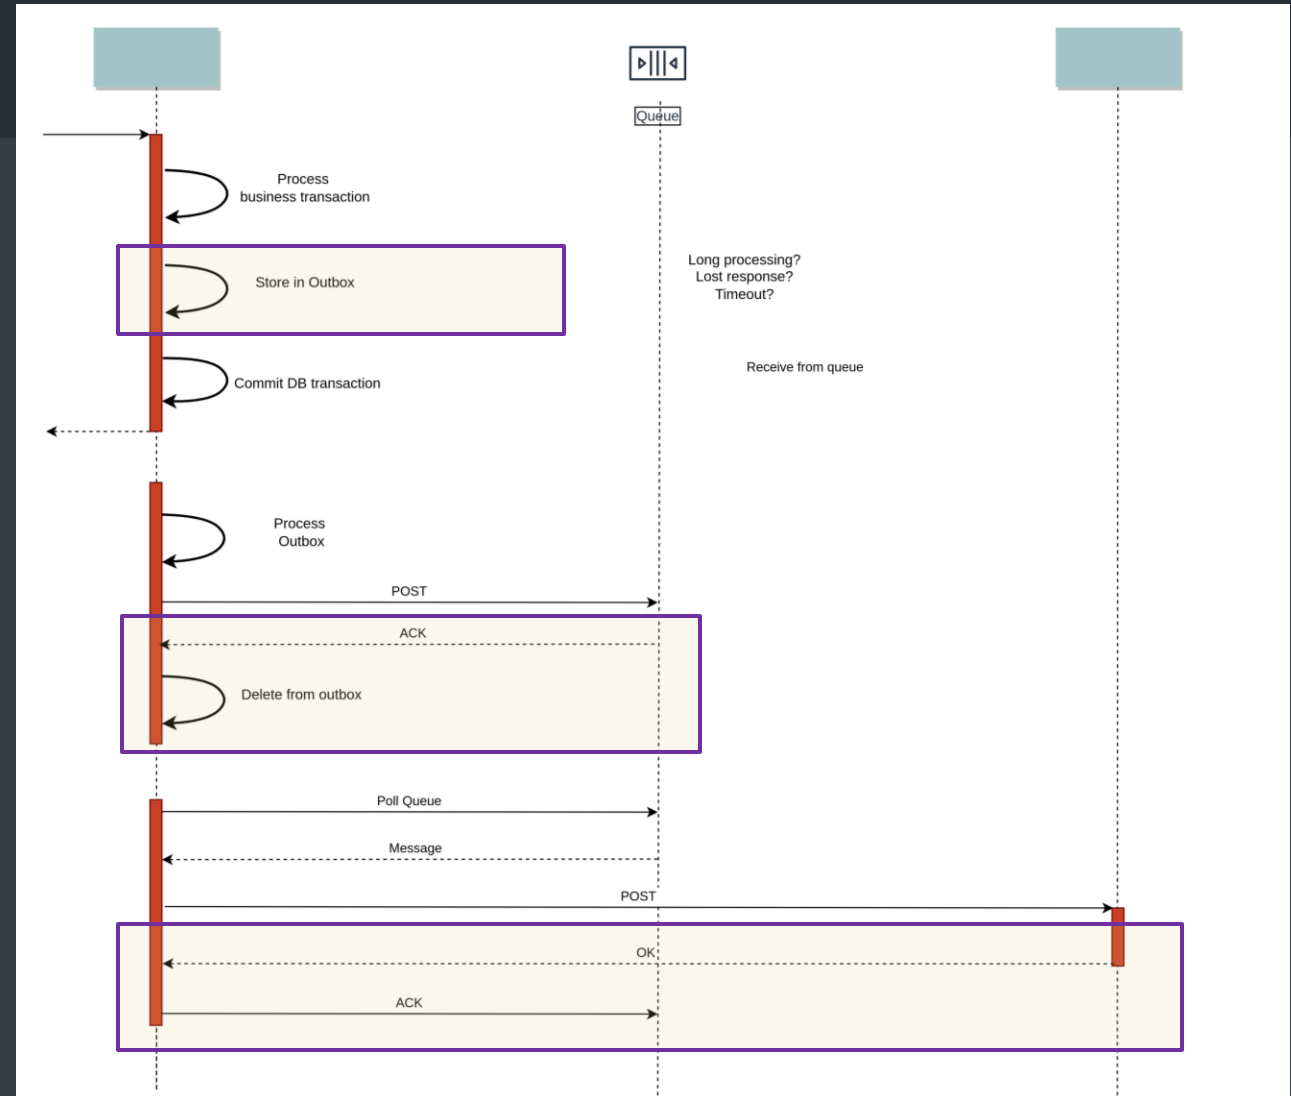 Queue
Process
business transaction
Long processing?
Lost response?
Timeout?
Store in Outbox
Receive from queue
Commit DB transaction
Process
Outbox
POST
ACK
Delete from outbox
Poll Queue
Message
POST
OK
ACK